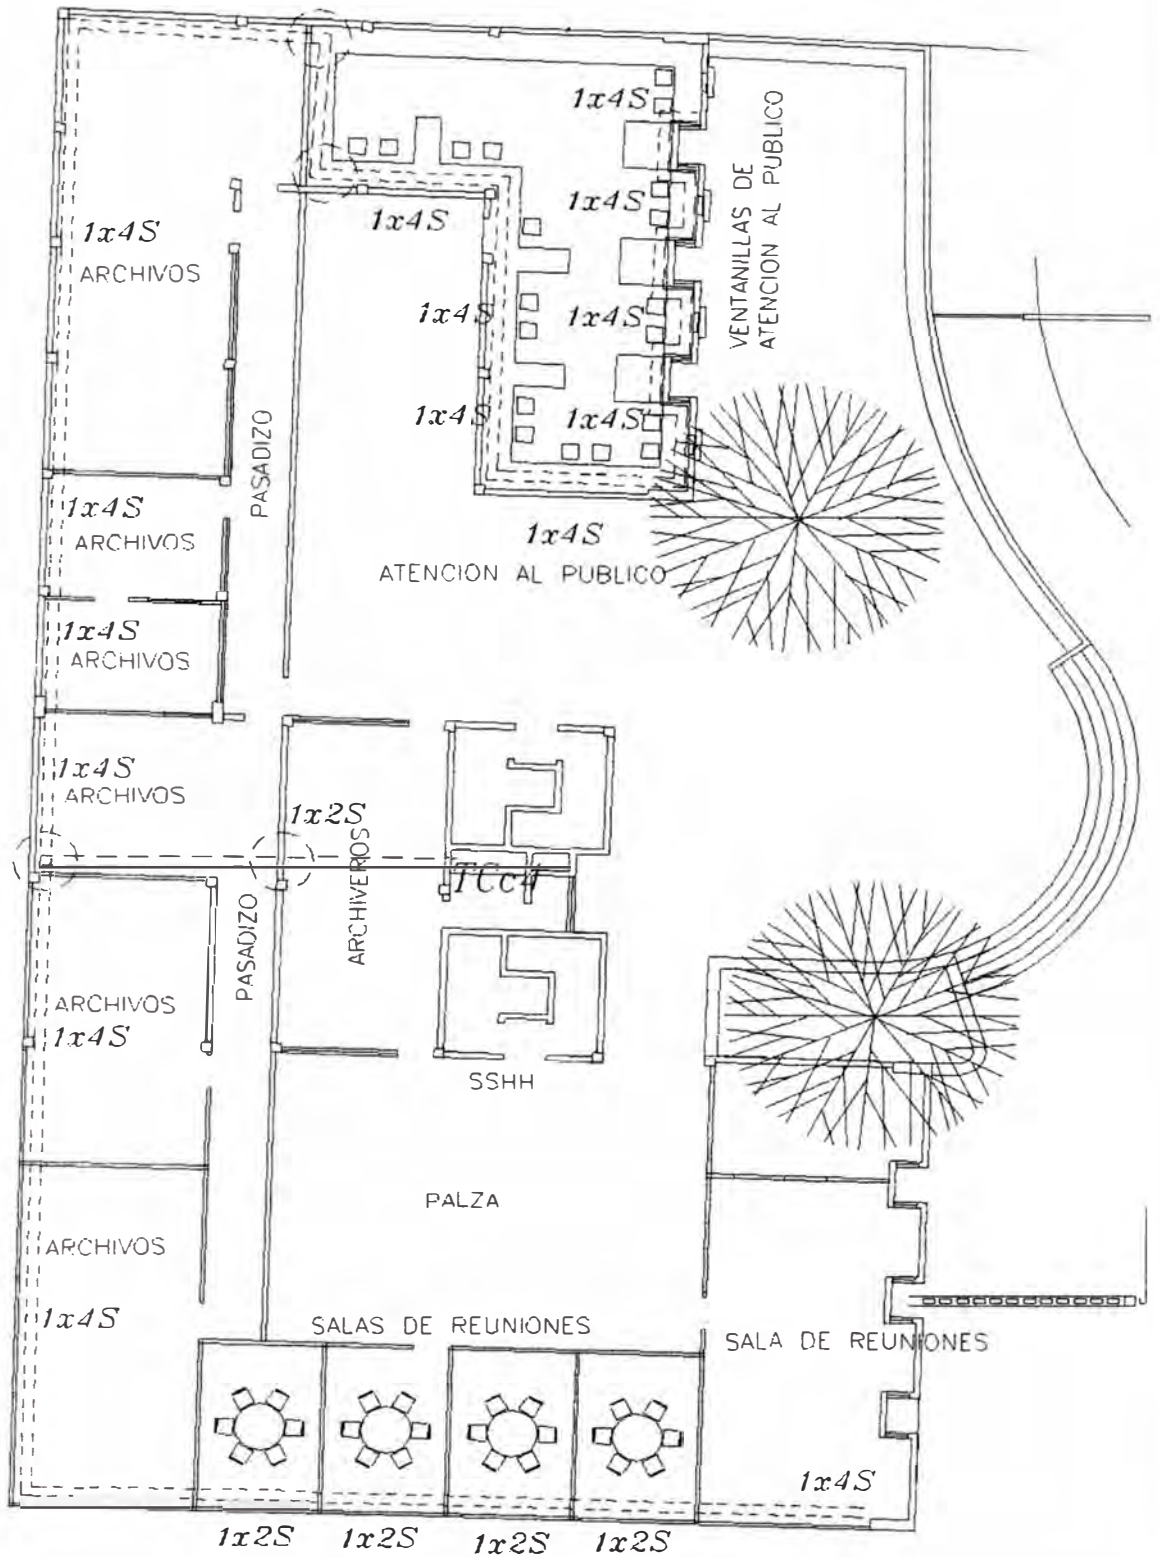 1x4S
VENTANILLAS DE
ATENCION AL PUBLICO
1x4S
1x4S
1x4S
ARCHIVOS
1x4S
1x4S
1x4S
1x4S
PASADIZO
1x4S
ARCHIVOS
1x4S
ATENCION AL PUBLICO
1x4S
ARCHIVOS
1x4S
ARCHIVOS
1x2S
ARCHIVERIOS
TCc4
PASADIZO
ARCHIVOS
1x4S
SSHH
PALZA
ARCHIVOS
1x4S
SALAS DE REUNIONES
SALA DE REUNIONES
1x4S
1x2S
1x2S
1x2S
1x2S